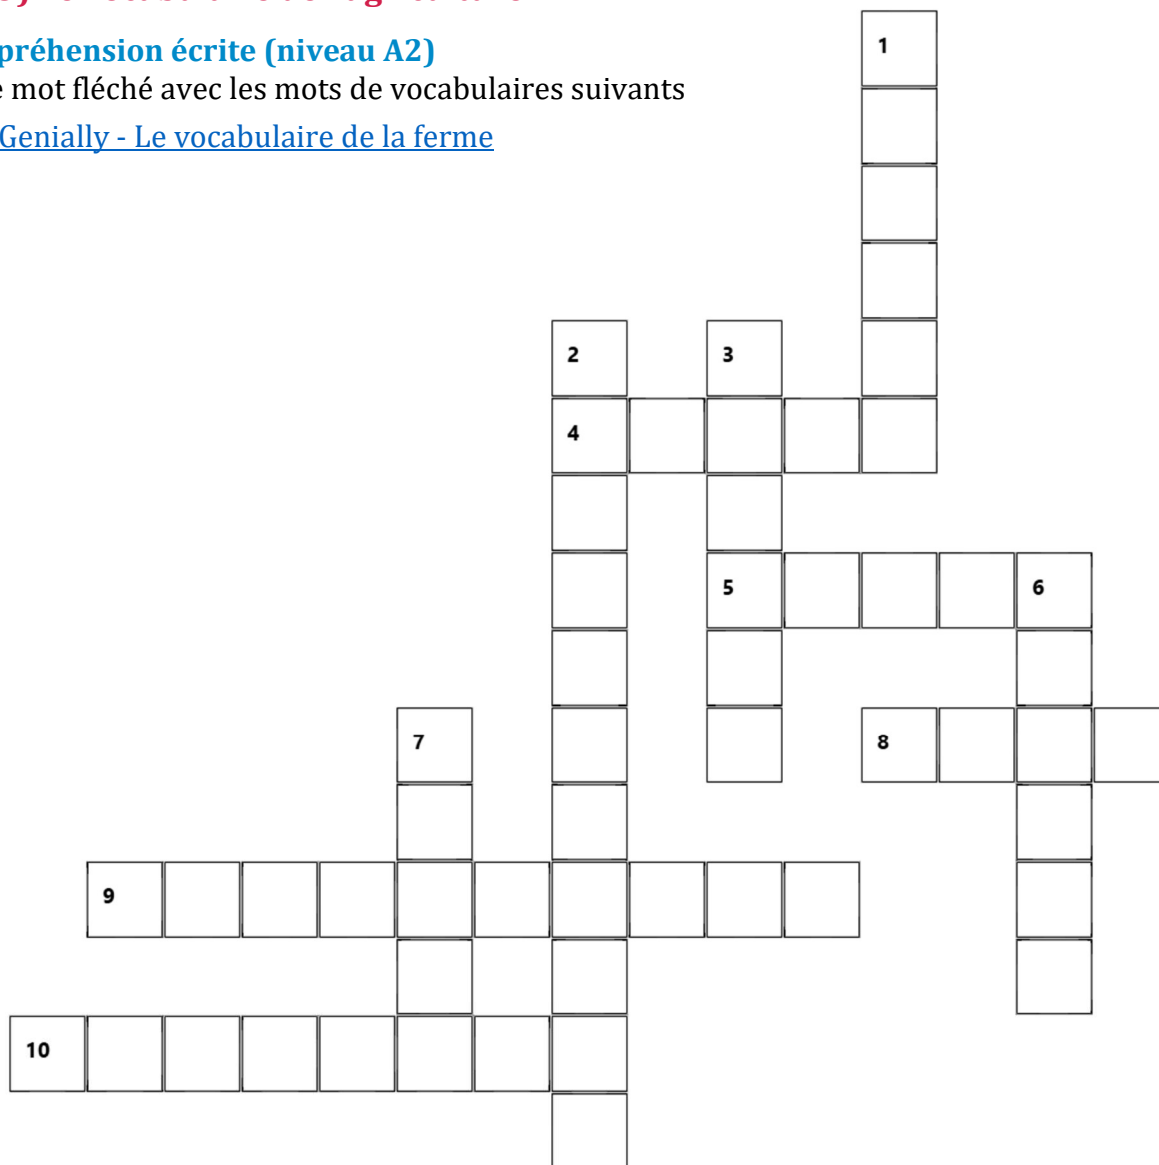 préhension écrite (niveau A2)
mot fléché avec les mots de vocabulaires suivants
Genially - Le vocabulaire de la ferme
1
2 3
4
5 6
7 8
9
10